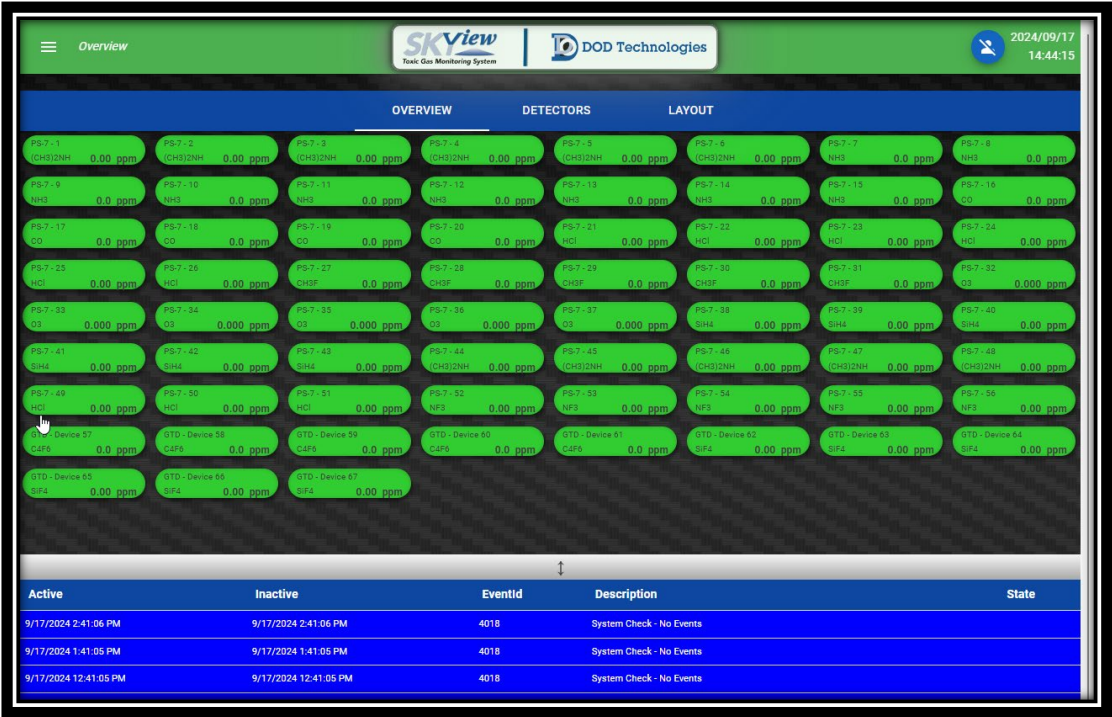 Overview
SKView
Toxic Gas Monitoring System
DOD Technologies
2024/09/17
14:44:15
OVERVIEW DETECTORS LAYOUT
PS-7 - 1 PS-7 - 2 PS-7 - 3 PS-7 - 4 PS-7 - 5 PS-7 - 6 PS-7 - 7 PS-7 - 8
(CH3)2NH 0.00 ppm (CH3)2NH 0.00 ppm (CH3)2NH 0.00 ppm (CH3)2NH 0.00 ppm (CH3)2NH 0.00 ppm (CH3)2NH 0.00 ppm NH3 0.0 ppm NH3 0.0 ppm
PS-7 - 9 PS-7 - 10 PS-7 - 11 PS-7 - 12 PS-7 - 13 PS-7 - 14 PS-7 - 15 PS-7 - 16
NH3 0.0 ppm NH3 0.0 ppm NH3 0.0 ppm NH3 0.0 ppm NH3 0.0 ppm NH3 0.0 ppm NH3 0.0 ppm CO 0.0 ppm
PS-7 - 17 PS-7 - 18 PS-7 - 19 PS-7 - 20 PS-7 - 21 PS-7 - 22 PS-7 - 23 PS-7 - 24
CO 0.0 ppm CO 0.0 ppm CO 0.0 ppm CO 0.0 ppm HCl 0.00 ppm HCl 0.00 ppm HCl 0.00 ppm HCl 0.00 ppm
PS-7 - 25 PS-7 - 26 PS-7 - 27 PS-7 - 28 PS-7 - 29 PS-7 - 30 PS-7 - 31 PS-7 - 32
HCl 0.00 ppm HCl 0.00 ppm CH3F 0.0 ppm CH3F 0.0 ppm CH3F 0.0 ppm CH3F 0.0 ppm CH3F 0.0 ppm O3 0.000 ppm
PS-7 - 33 PS-7 - 34 PS-7 - 35 PS-7 - 36 PS-7 - 37 PS-7 - 38 PS-7 - 39 PS-7 - 40
O3 0.000 ppm O3 0.000 ppm O3 0.000 ppm O3 0.000 ppm O3 0.000 ppm SiH4 0.00 ppm SiH4 0.00 ppm SiH4 0.00 ppm
PS-7 - 41 PS-7 - 42 PS-7 - 43 PS-7 - 44 PS-7 - 45 PS-7 - 46 PS-7 - 47 PS-7 - 48
SiH4 0.00 ppm SiH4 0.00 ppm SiH4 0.00 ppm (CH3)2NH 0.00 ppm (CH3)2NH 0.00 ppm (CH3)2NH 0.00 ppm (CH3)2NH 0.00 ppm (CH3)2NH 0.00 ppm
PS-7 - 49 PS-7 - 50 PS-7 - 51 PS-7 - 52 PS-7 - 53 PS-7 - 54 PS-7 - 55 PS-7 - 56
HCl 0.00 ppm HCl 0.00 ppm HCl 0.00 ppm NF3 0.00 ppm NF3 0.00 ppm NF3 0.00 ppm NF3 0.00 ppm NF3 0.00 ppm
GTD - Device 57 GTD - Device 58 GTD - Device 59 GTD - Device 60 GTD - Device 61 GTD - Device 62 GTD - Device 63 GTD - Device 64
C4F6 0.0 ppm C4F6 0.0 ppm C4F6 0.0 ppm C4F6 0.0 ppm C4F6 0.0 ppm SiF4 0.00 ppm SiF4 0.00 ppm SiF4 0.00 ppm
GTD - Device 65 GTD - Device 66 GTD - Device 67
SiF4 0.00 ppm SiF4 0.00 ppm SiF4 0.00 ppm
Active Inactive EventId Description State
9/17/2024 2:41:06 PM 9/17/2024 2:41:06 PM 4018 System Check - No Events
9/17/2024 1:41:05 PM 9/17/2024 1:41:05 PM 4018 System Check - No Events
9/17/2024 12:41:05 PM 9/17/2024 12:41:05 PM 4018 System Check - No Events